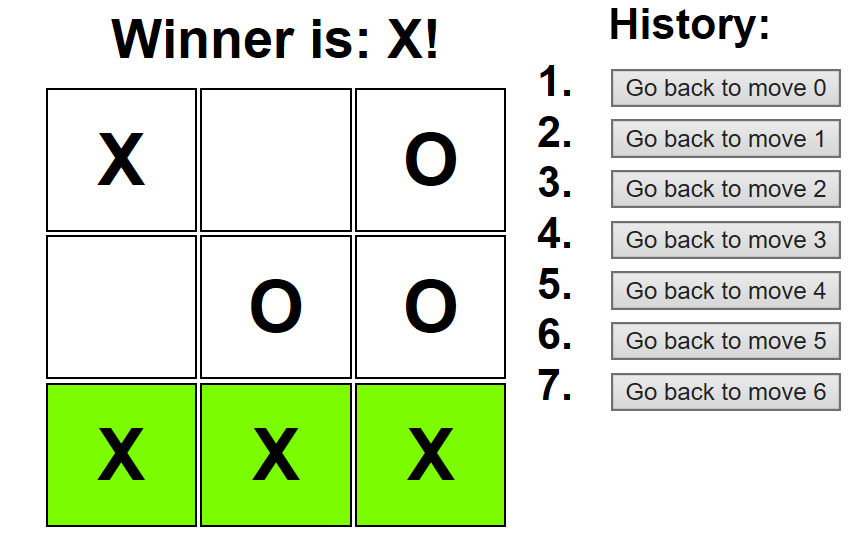 Winner is: X!
X O
O O
X X X
History:
1. Go back to move 0
2. Go back to move 1
3. Go back to move 2
4. Go back to move 3
5. Go back to move 4
6. Go back to move 5
7. Go back to move 6